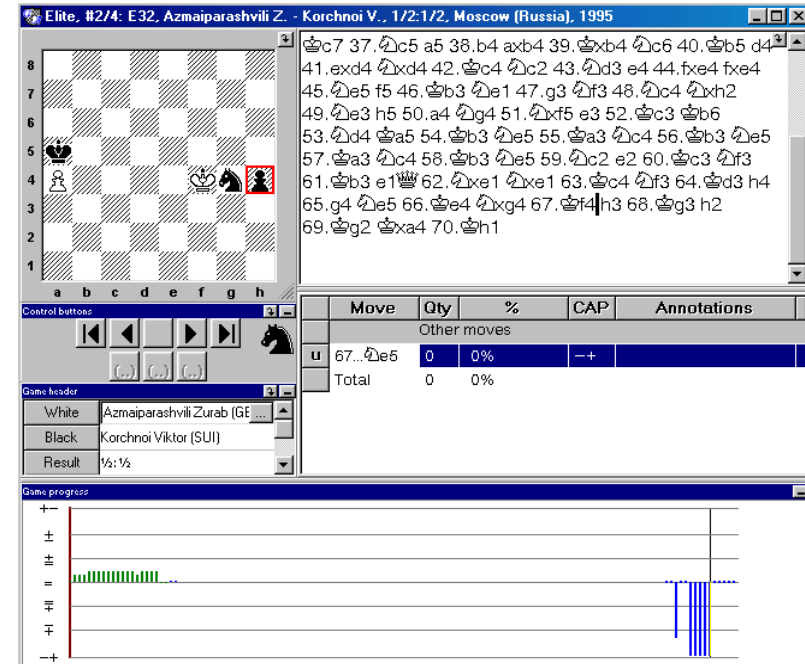 Elite, #2/4: E32, Azmaiparashvili Z. - Korchnoi V., 1/2:1/2, Moscow (Russia), 1995
♔c7 37.♘c5 a5 38.b4 axb4 39.♔xb4 ♘c6 40.♔b5 d4
41.exd4 ♘xd4 42.♔c4 ♘c2 43.♘d3 e4 44.fxe4 fxe4
45.♘e5 f5 46.♔b3 ♘e1 47.g3 ♘f3 48.♘c4 ♘xh2
49.♘e3 h5 50.a4 ♘g4 51.♘xf5 e3 52.♔c3 ♔b6
53.♘d4 ♔a5 54.♔b3 ♘e5 55.♔a3 ♘c4 56.♔b3 ♘e5
57.♔a3 ♘c4 58.♔b3 ♘e5 59.♘c2 e2 60.♔c3 ♘f3
61.♔b3 e1♕ 62.♘xe1 ♘xe1 63.♔c4 ♘f3 64.♔d3 h4
65.g4 ♘e5 66.♔e4 ♘xg4 67.♔f4 h3 68.♔g3 h2
69.♔g2 ♔xa4 70.♔h1
8
7
6
5
4
3
2
1
a b c d e f g h
Control buttons
(..) (..) (..)
Game header
White Azmaiparashvili Zurab (GE ...
Black Korchnoi Viktor (SUI)
Result ½:½
Move Qty % CAP Annotations
Other moves
u 67...♘e5 0 0% −+
Total 0 0%
Game progress
+−
±
⩲
=
⩱
∓
−+